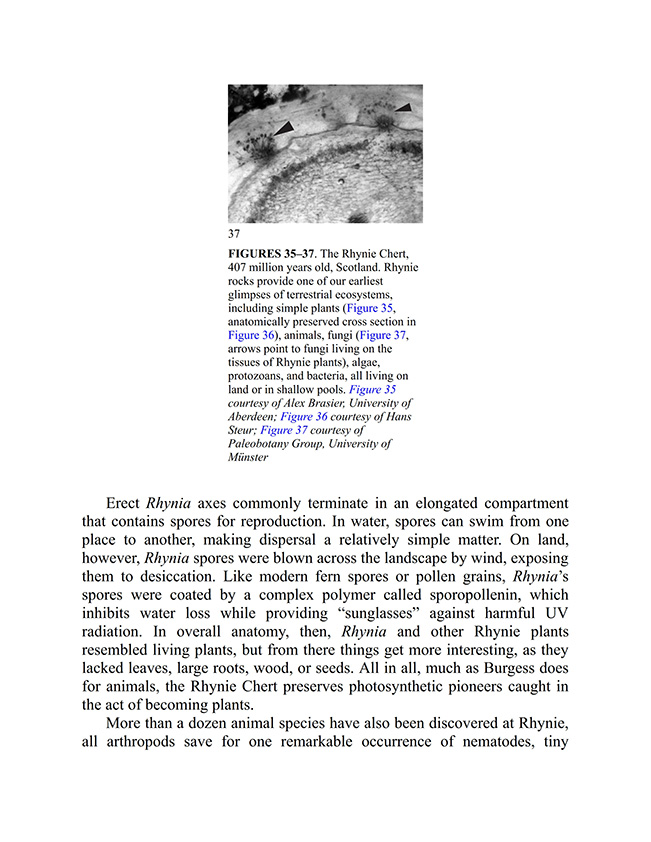 37
FIGURES 35–37. The Rhynie Chert,
407 million years old, Scotland. Rhynie
rocks provide one of our earliest
glimpses of terrestrial ecosystems,
including simple plants (Figure 35,
anatomically preserved cross section in
Figure 36), animals, fungi (Figure 37,
arrows point to fungi living on the
tissues of Rhynie plants), algae,
protozoans, and bacteria, all living on
land or in shallow pools. Figure 35
courtesy of Alex Brasier, University of
Aberdeen; Figure 36 courtesy of Hans
Steur; Figure 37 courtesy of
Paleobotany Group, University of
Münster
Erect Rhynia axes commonly terminate in an elongated compartment
that contains spores for reproduction. In water, spores can swim from one
place to another, making dispersal a relatively simple matter. On land,
however, Rhynia spores were blown across the landscape by wind, exposing
them to desiccation. Like modern fern spores or pollen grains, Rhynia’s
spores were coated by a complex polymer called sporopollenin, which
inhibits water loss while providing “sunglasses” against harmful UV
radiation. In overall anatomy, then, Rhynia and other Rhynie plants
resembled living plants, but from there things get more interesting, as they
lacked leaves, large roots, wood, or seeds. All in all, much as Burgess does
for animals, the Rhynie Chert preserves photosynthetic pioneers caught in
the act of becoming plants.
More than a dozen animal species have also been discovered at Rhynie,
all arthropods save for one remarkable occurrence of nematodes, tiny